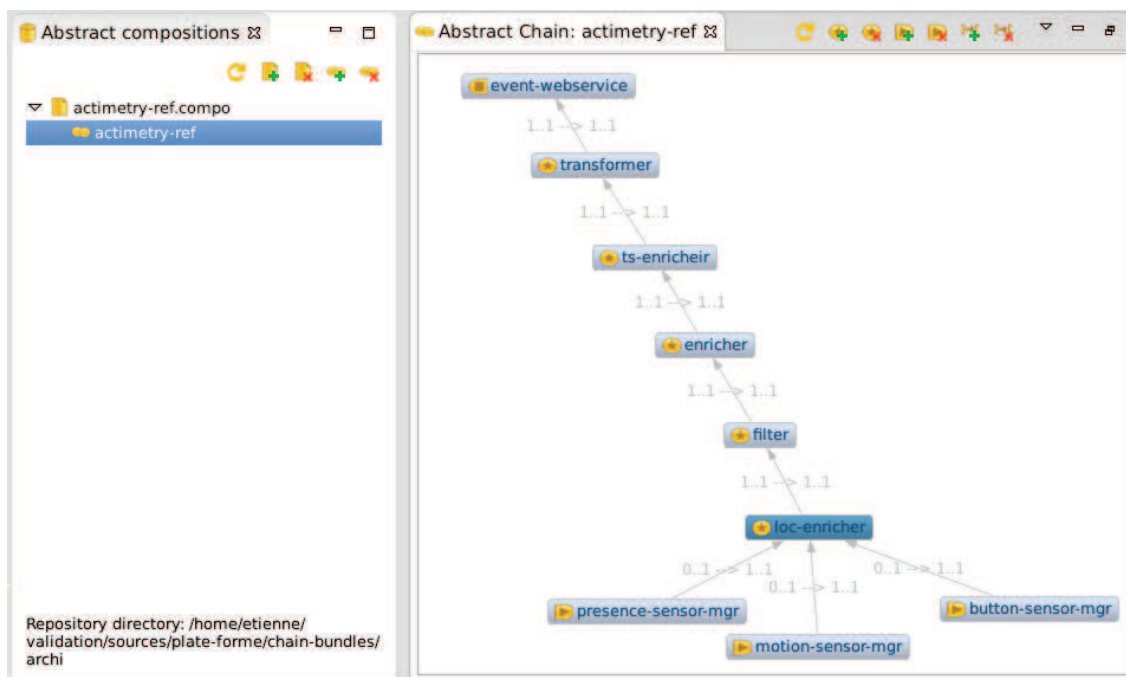 Abstract compositions
actimetry-ref.compo
actimetry-ref
Repository directory: /home/etienne/
validation/sources/plate-forme/chain-bundles/
archi
Abstract Chain: actimetry-ref
event-webservice
1..1 --> 1..1
transformer
1..1 --> 1..1
ts-enricheir
1..1 --> 1..1
enricher
1..1 --> 1..1
filter
1..1 --> 1..1
loc-enricher
0..1 --> 1..1
0..1 --> 1..1
0..1 --> 1..1
presence-sensor-mgr
button-sensor-mgr
motion-sensor-mgr